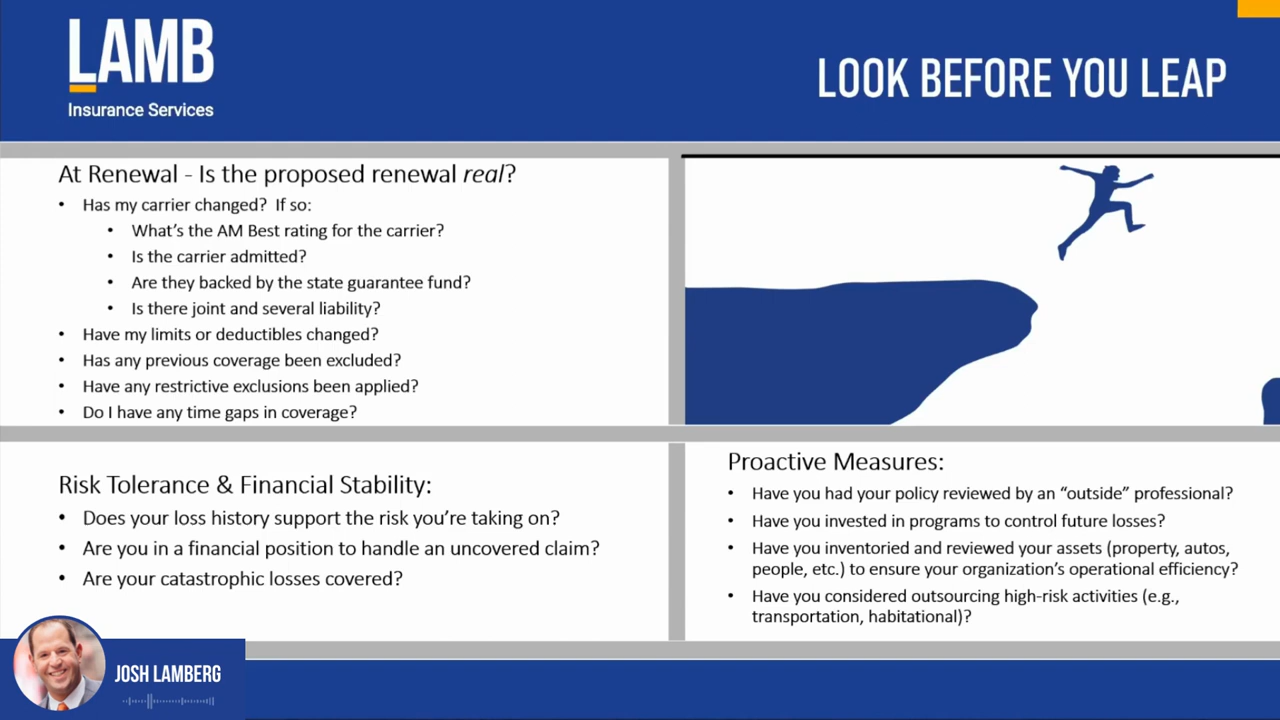 LAMB
Insurance Services
LOOK BEFORE YOU LEAP
At Renewal - Is the proposed renewal real?
• Has my carrier changed? If so:
• What's the AM Best rating for the carrier?
• Is the carrier admitted?
• Are they backed by the state guarantee fund?
• Is there joint and several liability?
• Have my limits or deductibles changed?
• Has any previous coverage been excluded?
• Have any restrictive exclusions been applied?
• Do I have any time gaps in coverage?
Risk Tolerance & Financial Stability:
• Does your loss history support the risk you're taking on?
• Are you in a financial position to handle an uncovered claim?
• Are your catastrophic losses covered?
Proactive Measures:
• Have you had your policy reviewed by an “outside” professional?
• Have you invested in programs to control future losses?
• Have you inventoried and reviewed your assets (property, autos,
people, etc.) to ensure your organization's operational efficiency?
• Have you considered outsourcing high-risk activities (e.g.,
transportation, habitational)?
JOSH LAMBERG